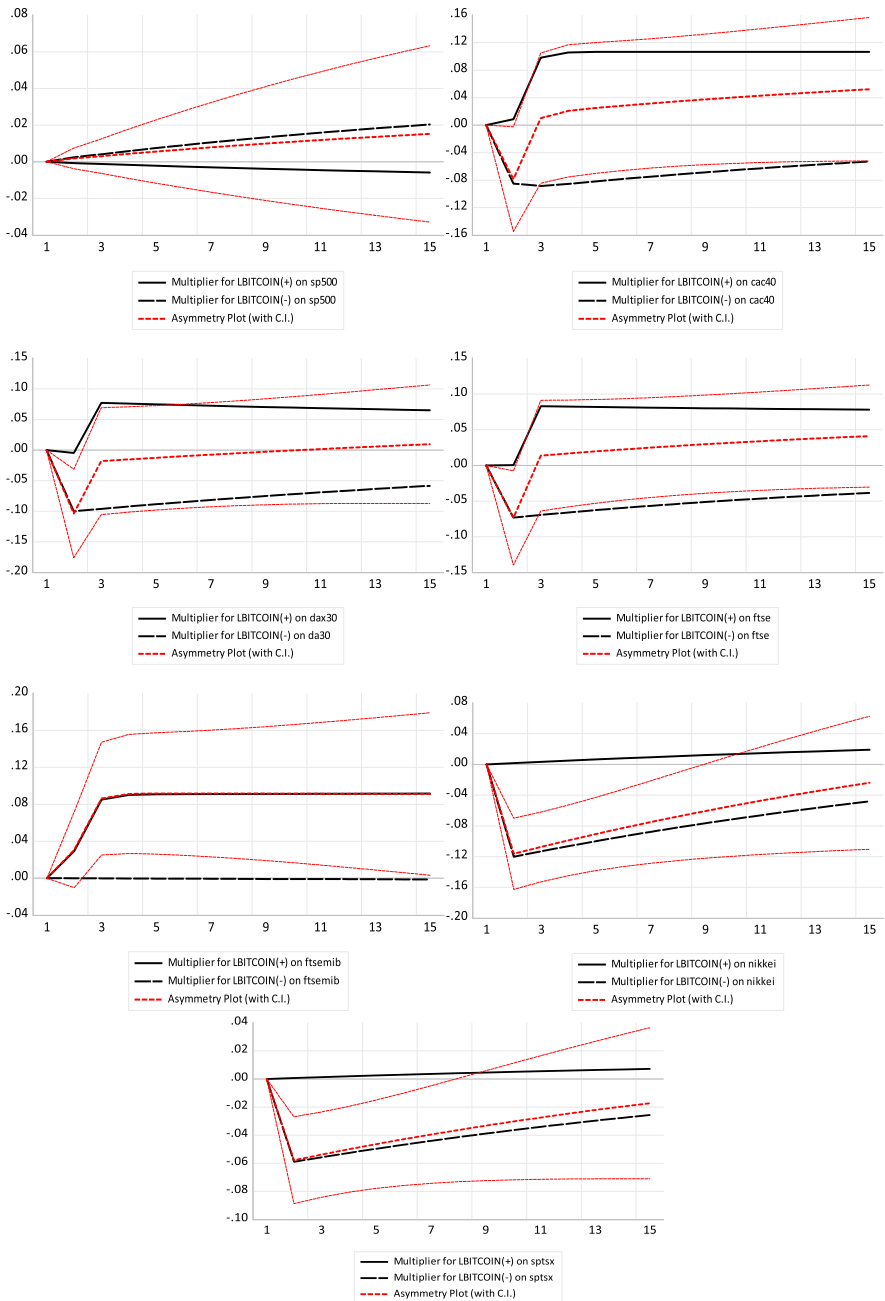 .08
.06
.04
.02
.00
-.02
-.04
1 3 5 7 9 11 13 15
Multiplier for LBITCOIN(+) on sp500
Multiplier for LBITCOIN(-) on sp500
Asymmetry Plot (with C.I.)
.16
.12
.08
.04
.00
-.04
-.08
-.12
-.16
1 3 5 7 9 11 13 15
Multiplier for LBITCOIN(+) on cac40
Multiplier for LBITCOIN(-) on cac40
Asymmetry Plot (with C.I.)
.15
.10
.05
.00
-.05
-.10
-.15
-.20
1 3 5 7 9 11 13 15
Multiplier for LBITCOIN(+) on dax30
Multiplier for LBITCOIN(-) on da30
Asymmetry Plot (with C.I.)
.15
.10
.05
.00
-.05
-.10
-.15
1 3 5 7 9 11 13 15
Multiplier for LBITCOIN(+) on ftse
Multiplier for LBITCOIN(-) on ftse
Asymmetry Plot (with C.I.)
.20
.16
.12
.08
.04
.00
-.04
1 3 5 7 9 11 13 15
Multiplier for LBITCOIN(+) on ftsemib
Multiplier for LBITCOIN(-) on ftsemib
Asymmetry Plot (with C.I.)
.08
.04
.00
-.04
-.08
-.12
-.16
-.20
1 3 5 7 9 11 13 15
Multiplier for LBITCOIN(+) on nikkei
Multiplier for LBITCOIN(-) on nikkei
Asymmetry Plot (with C.I.)
.04
.02
.00
-.02
-.04
-.06
-.08
-.10
1 3 5 7 9 11 13 15
Multiplier for LBITCOIN(+) on sptsx
Multiplier for LBITCOIN(-) on sptsx
Asymmetry Plot (with C.I.)